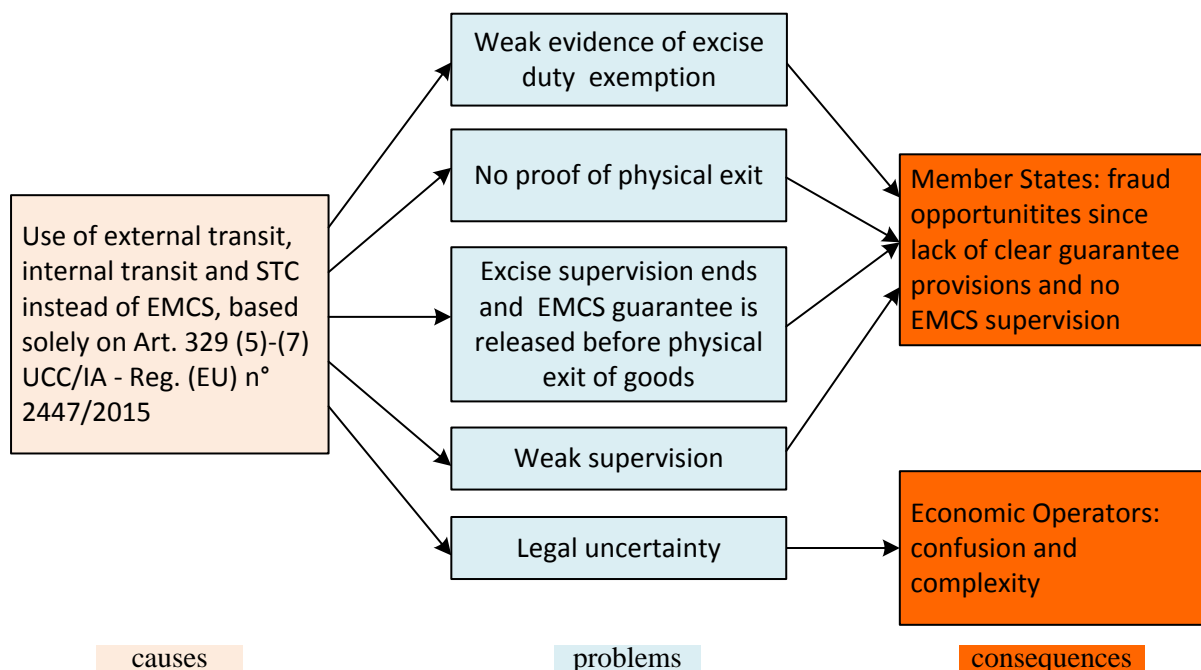 Weak evidence of excise
duty exemption
No proof of physical exit
Use of external transit,
internal transit and STC
instead of EMCS, based
solely on Art. 329 (5)-(7)
UCC/IA - Reg. (EU) n°
2447/2015
Excise supervision ends
and EMCS guarantee is
released before physical
exit of goods
Weak supervision
Legal uncertainty
Member States: fraud
opportunitites since
lack of clear guarantee
provisions and no
EMCS supervision
Economic Operators:
confusion and
complexity
causes
problems
consequences